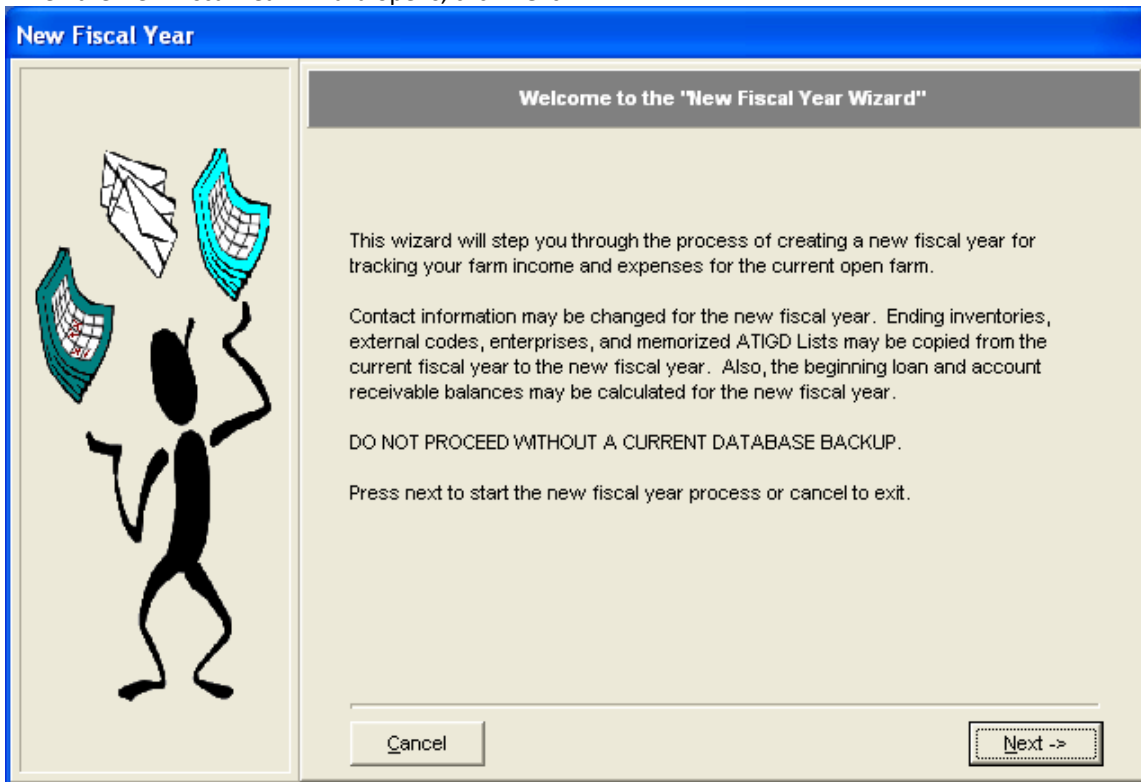 New Fiscal Year
Welcome to the "New Fiscal Year Wizard"
This wizard will step you through the process of creating a new fiscal year for
tracking your farm income and expenses for the current open farm.
Contact information may be changed for the new fiscal year.  Ending inventories,
external codes, enterprises, and memorized ATIGD Lists may be copied from the
current fiscal year to the new fiscal year.  Also, the beginning loan and account
receivable balances may be calculated for the new fiscal year.
DO NOT PROCEED WITHOUT A CURRENT DATABASE BACKUP.
Press next to start the new fiscal year process or cancel to exit.
Cancel
Next ->